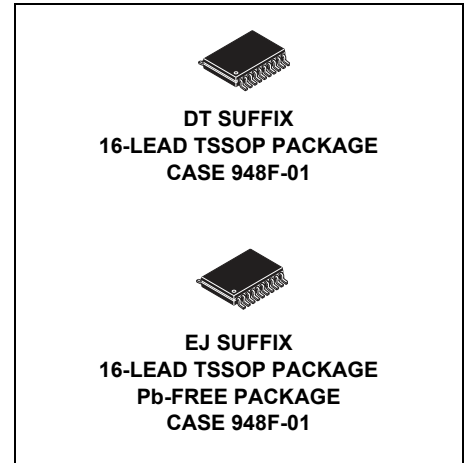 DT SUFFIX
16-LEAD TSSOP PACKAGE
CASE 948F-01
EJ SUFFIX
16-LEAD TSSOP PACKAGE
Pb-FREE PACKAGE
CASE 948F-01